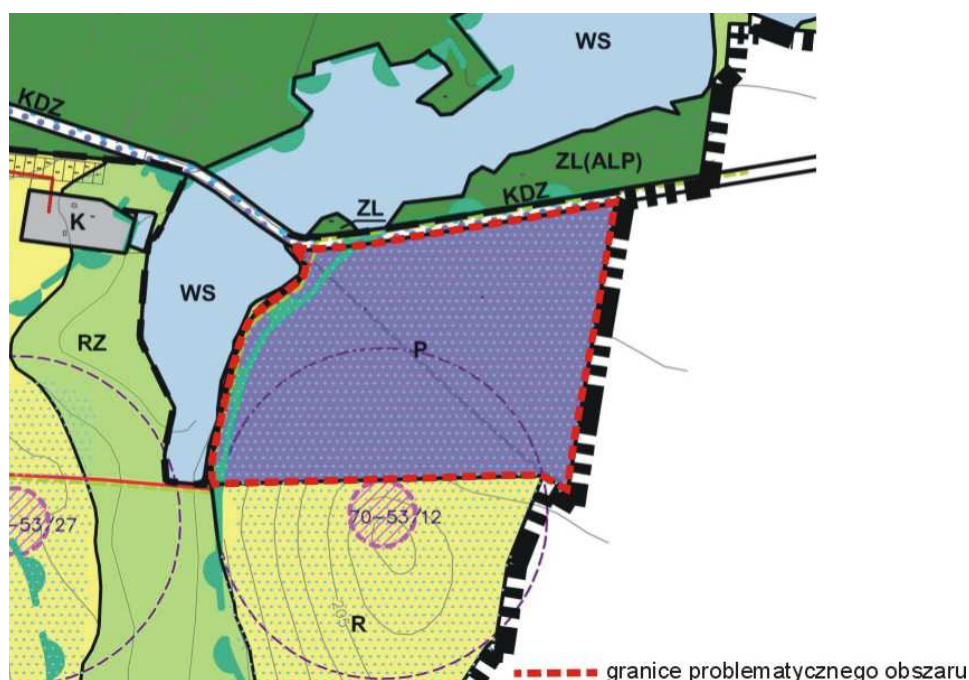 WS
KDZ
ZL(ALP)
KDZ
ZL
K
WS
RZ
P
70-53/12
-53/27
205
R
granice problematycznego obszaru